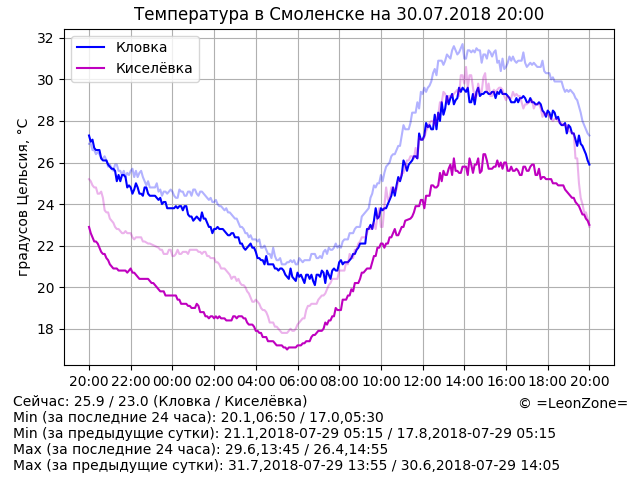 Температура в Смоленске на 30.07.2018 20:00
градусов Цельсия, °C
32
30
28
26
24
22
20
18
Кловка
Киселёвка
20:00 22:00 00:00 02:00 04:00 06:00 08:00 10:00 12:00 14:00 16:00 18:00 20:00
Сейчас: 25.9 / 23.0 (Кловка / Киселёвка)
© =LeonZone=
Min (за последние 24 часа): 20.1,06:50 / 17.0,05:30
Min (за предыдущие сутки): 21.1,2018-07-29 05:15 / 17.8,2018-07-29 05:15
Max (за последние 24 часа): 29.6,13:45 / 26.4,14:55
Max (за предыдущие сутки): 31.7,2018-07-29 13:55 / 30.6,2018-07-29 14:05